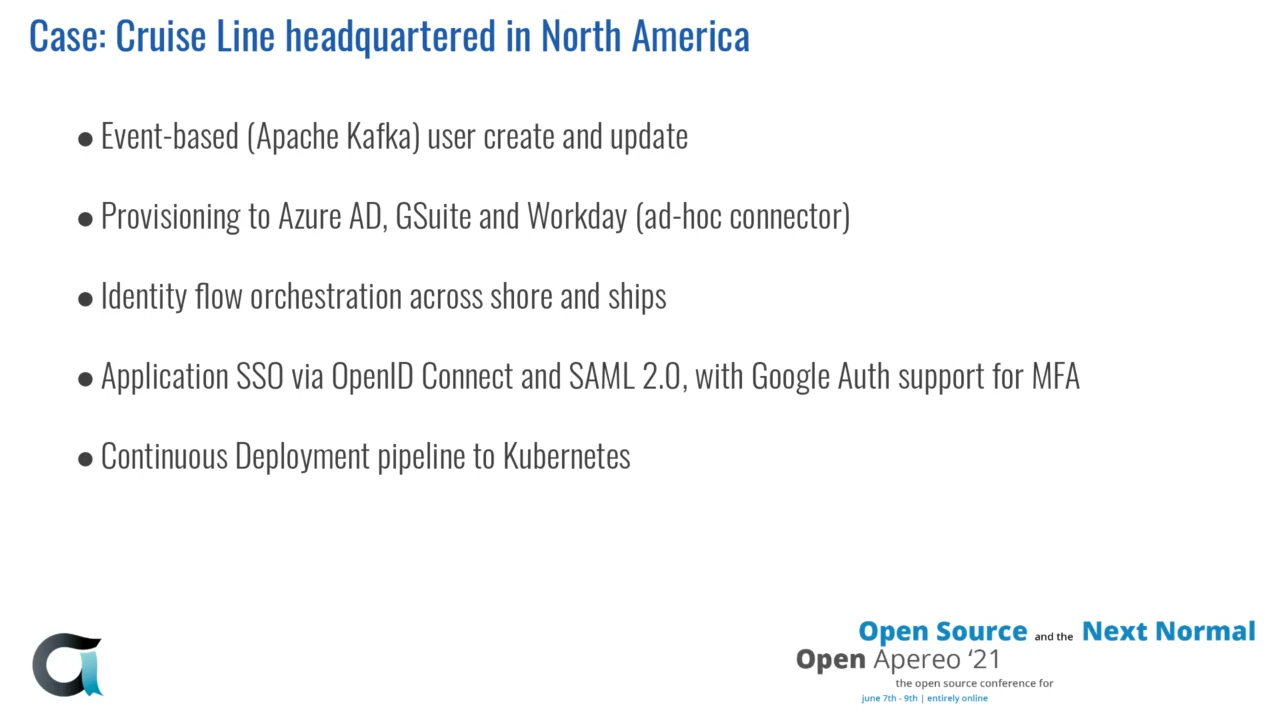 Case: Cruise Line headquartered in North America
● Event-based (Apache Kafka) user create and update
● Provisioning to Azure AD, GSuite and Workday (ad-hoc connector)
● Identity flow orchestration across shore and ships
● Application SSO via OpenID Connect and SAML 2.0, with Google Auth support for MFA
● Continuous Deployment pipeline to Kubernetes
Open Source and the Next Normal
Open Apereo ‘21
the open source conference for
june 7th - 9th | entirely online